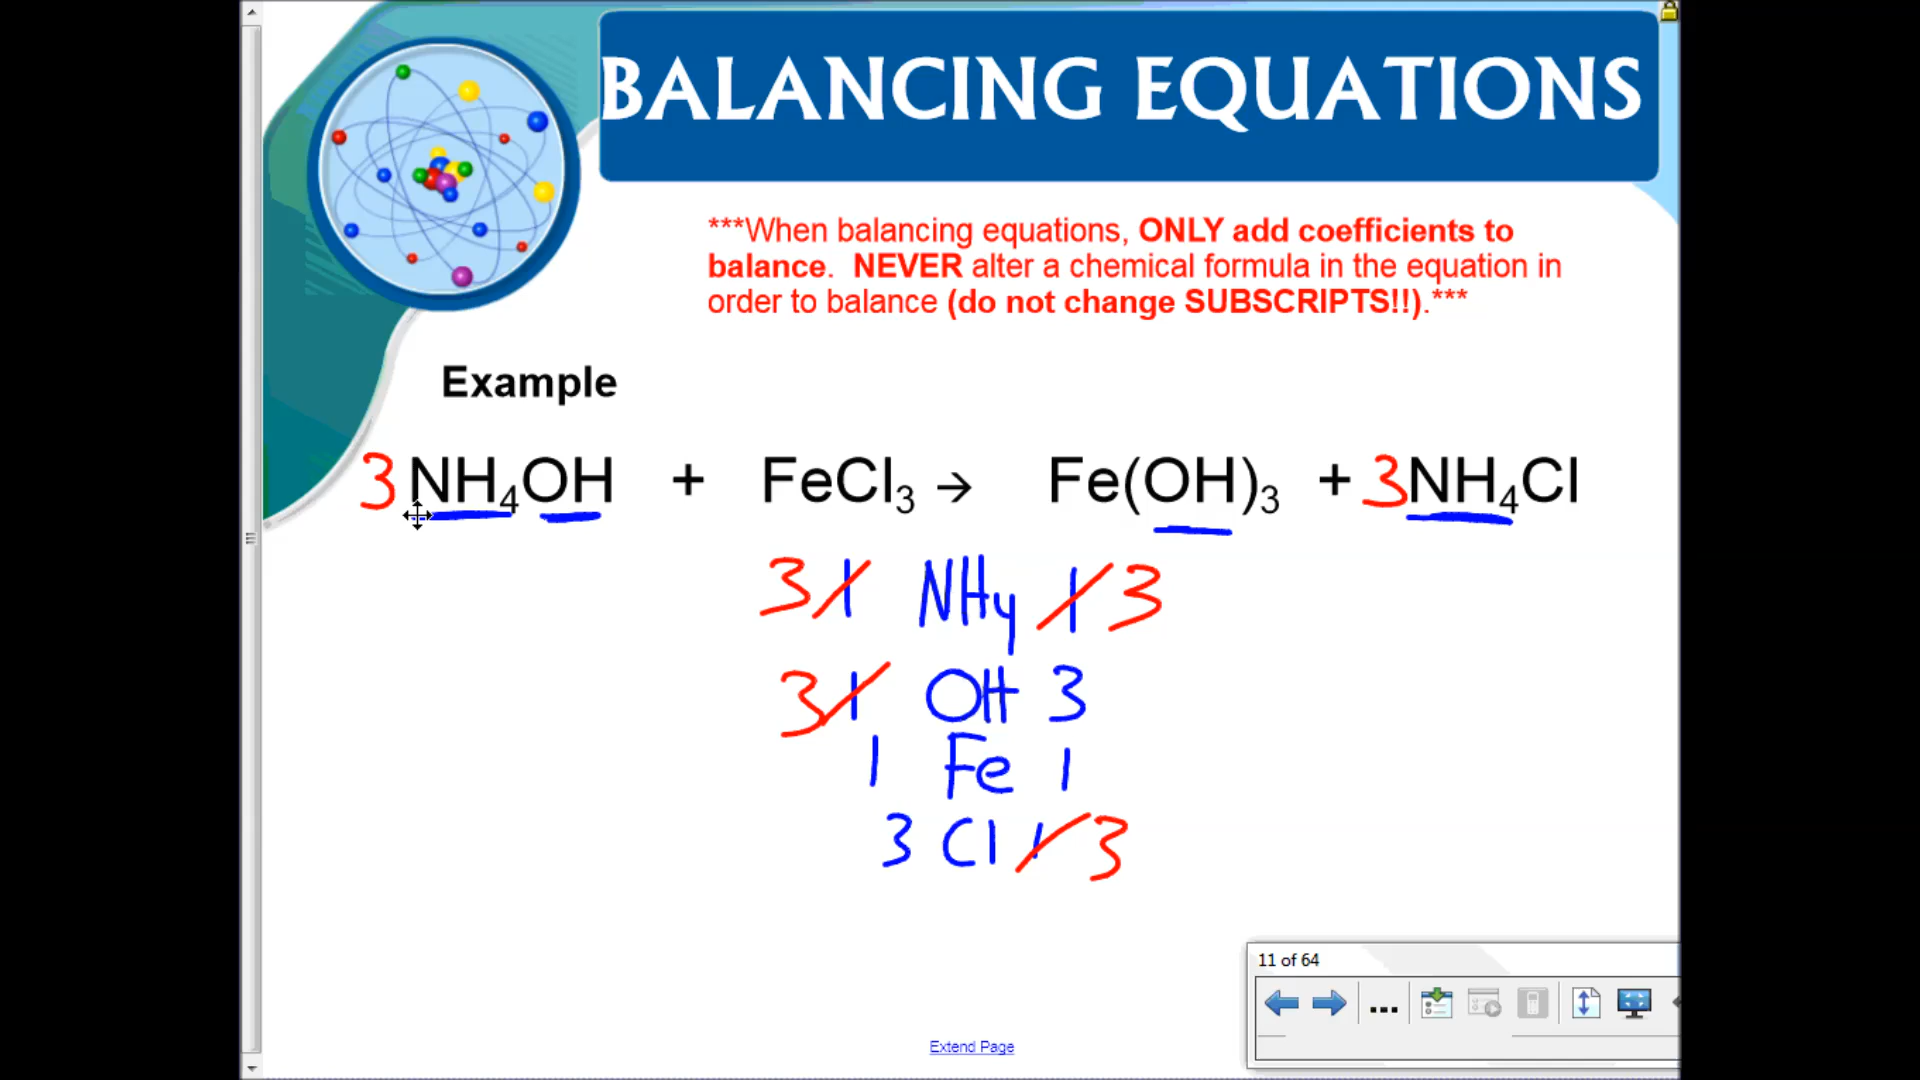 BALANCING EQUATIONS
***When balancing equations, ONLY add coefficients to
balance. NEVER alter a chemical formula in the equation in
order to balance (do not change SUBSCRIPTS!!).***
Example
3 NH₄OH + FeCl₃ → Fe(OH)₃ + 3NH₄Cl
3 1 NH₄ 1 3
3 1 OH 3
1 Fe 1
3 Cl 1 3
11 of 64
...
Extend Page